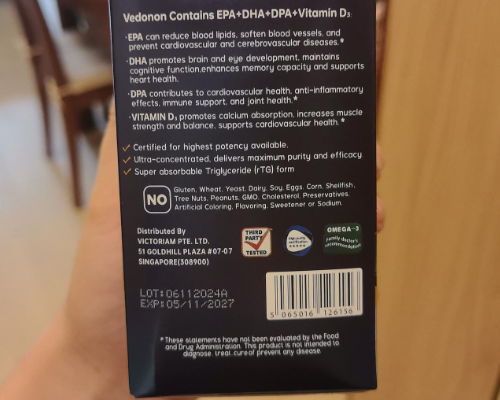 Vedonon Contains EPA+DHA+DPA+Vitamin D3:
·EPA can reduce blood lipids, soften blood vessels, and
prevent cardiovascular and cerebrovascular diseases.*
·DHA promotes brain and eye development, maintains
cognitive function.enhances memory capacity and supports
heart health.
·DPA contributes to cardiovascular health, anti-inflammatory
effects, immune support, and joint health.*
·VITAMIN D3 promotes calcium absorption, increases muscle
strength and balance, supports cardiovascular health.*
✓ Certified for highest potency available.
✓ Ultra-concentrated, delivers maximum purity and efficacy
✓ Super absorbable Triglyceride (rTG) form
NO
Gluten, Wheat, Yeast, Dairy, Soy, Eggs, Corn, Shellfish,
Tree Nuts, Peanuts, GMO, Cholesterol, Preservatives,
Artificial Coloring, Flavoring, Sweetener or Sodium.
Distributed By
VICTORIAM PTE. LTD.
51 GOLDHILL PLAZA #07-07
SINGAPORE(308900)
THIRD
PARTY
TESTED
OMEGA-3
Family doctor's
recommendation
LOT:06112024A
EXP:05/11/2027
5 065016 126156
*These statements have not been evaluated by the Food
and Drug Administration. This product is not intended to
diagnose, treat, cure or prevent any disease.